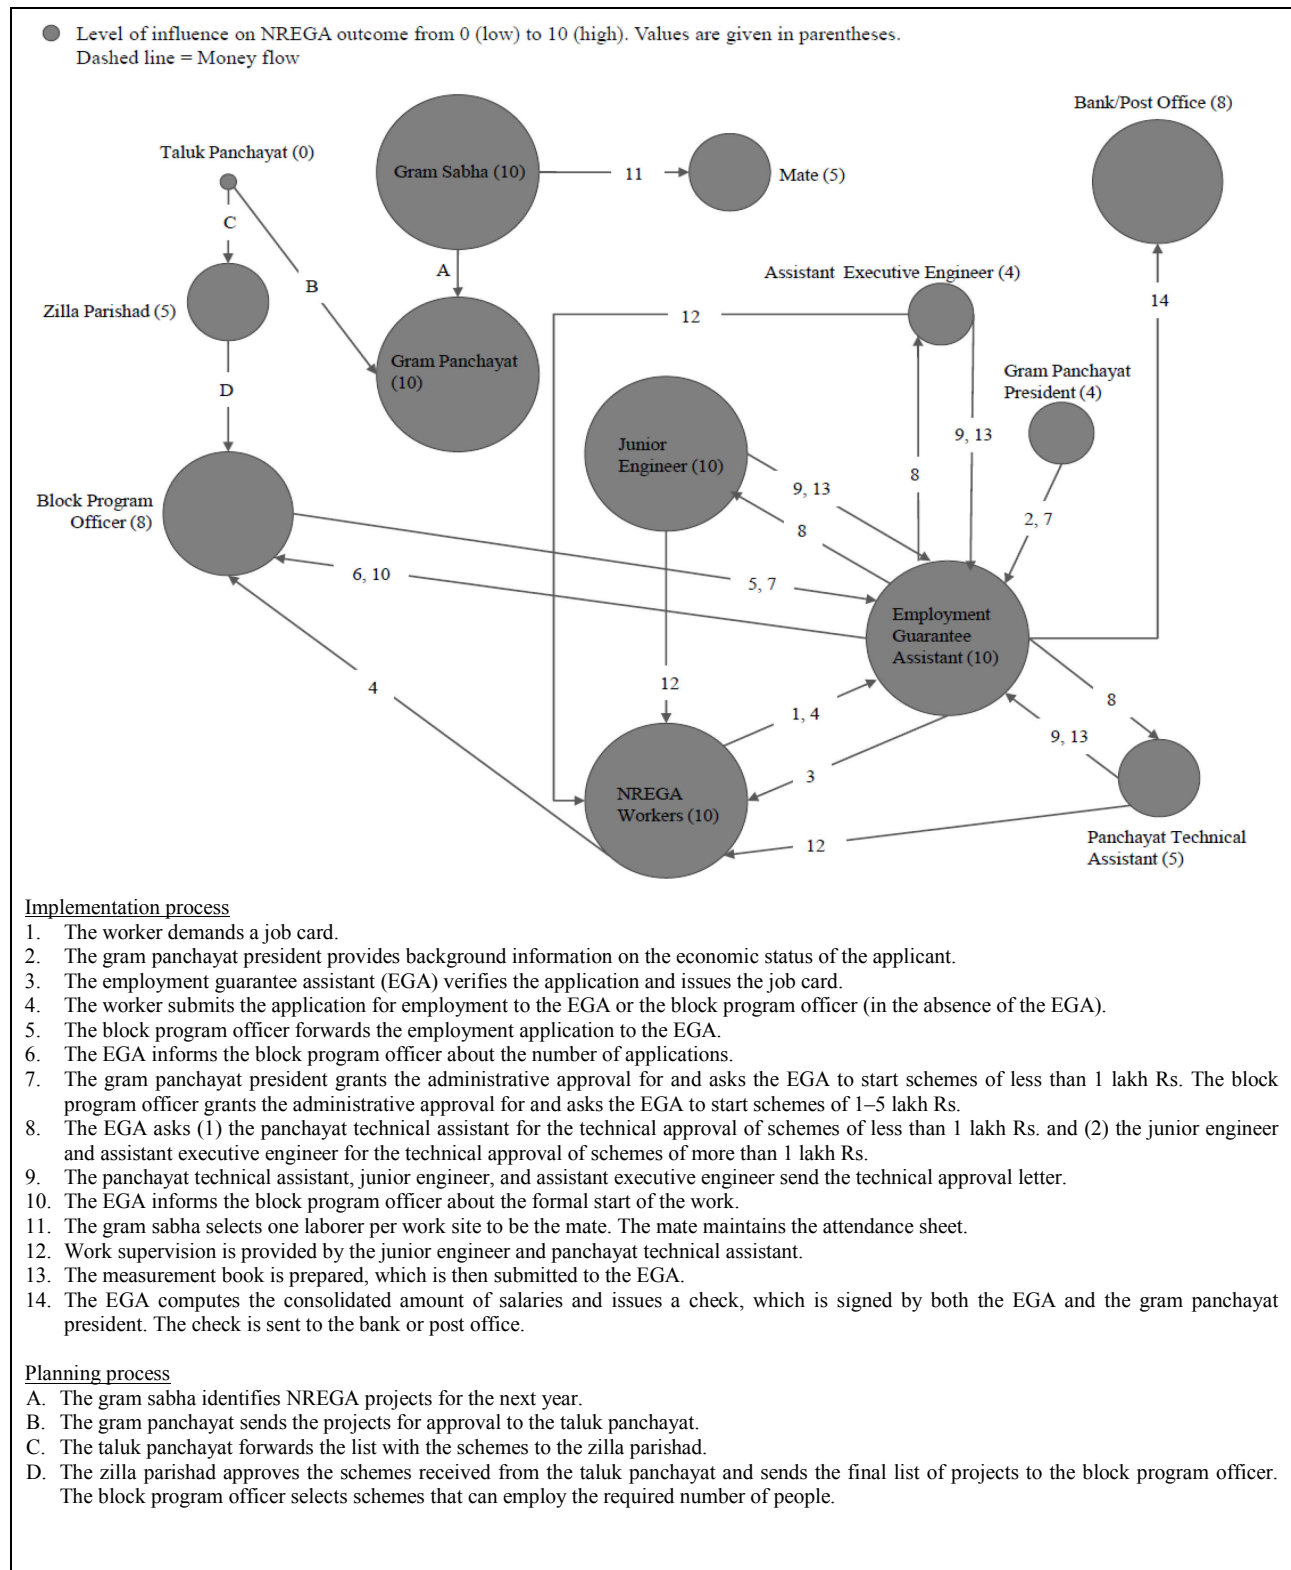 Level of influence on NREGA outcome from 0 (low) to 10 (high). Values are given in parentheses.
Dashed line = Money flow
Bank/Post Office (8)
Taluk Panchayat (0)
Gram Sabha (10)
11
Mate (5)
C
A
B
Assistant Executive Engineer (4)
Zilla Parishad (5)
12
14
Gram Panchayat
(10)
Gram Panchayat
President (4)
D
Junior
Engineer (10)
9, 13
8
9, 13
Block Program
Officer (8)
2, 7
8
6, 10
5, 7
Employment
Guarantee
Assistant (10)
4
12
1, 4
8
9, 13
3
NREGA
Workers (10)
12
Panchayat Technical
Assistant (5)
Implementation process
1. The worker demands a job card.
2. The gram panchayat president provides background information on the economic status of the applicant.
3. The employment guarantee assistant (EGA) verifies the application and issues the job card.
4. The worker submits the application for employment to the EGA or the block program officer (in the absence of the EGA).
5. The block program officer forwards the employment application to the EGA.
6. The EGA informs the block program officer about the number of applications.
7. The gram panchayat president grants the administrative approval for and asks the EGA to start schemes of less than 1 lakh Rs. The block
program officer grants the administrative approval for and asks the EGA to start schemes of 1–5 lakh Rs.
8. The EGA asks (1) the panchayat technical assistant for the technical approval of schemes of less than 1 lakh Rs. and (2) the junior engineer
and assistant executive engineer for the technical approval of schemes of more than 1 lakh Rs.
9. The panchayat technical assistant, junior engineer, and assistant executive engineer send the technical approval letter.
10. The EGA informs the block program officer about the formal start of the work.
11. The gram sabha selects one laborer per work site to be the mate. The mate maintains the attendance sheet.
12. Work supervision is provided by the junior engineer and panchayat technical assistant.
13. The measurement book is prepared, which is then submitted to the EGA.
14. The EGA computes the consolidated amount of salaries and issues a check, which is signed by both the EGA and the gram panchayat
president. The check is sent to the bank or post office.
Planning process
A. The gram sabha identifies NREGA projects for the next year.
B. The gram panchayat sends the projects for approval to the taluk panchayat.
C. The taluk panchayat forwards the list with the schemes to the zilla parishad.
D. The zilla parishad approves the schemes received from the taluk panchayat and sends the final list of projects to the block program officer.
The block program officer selects schemes that can employ the required number of people.